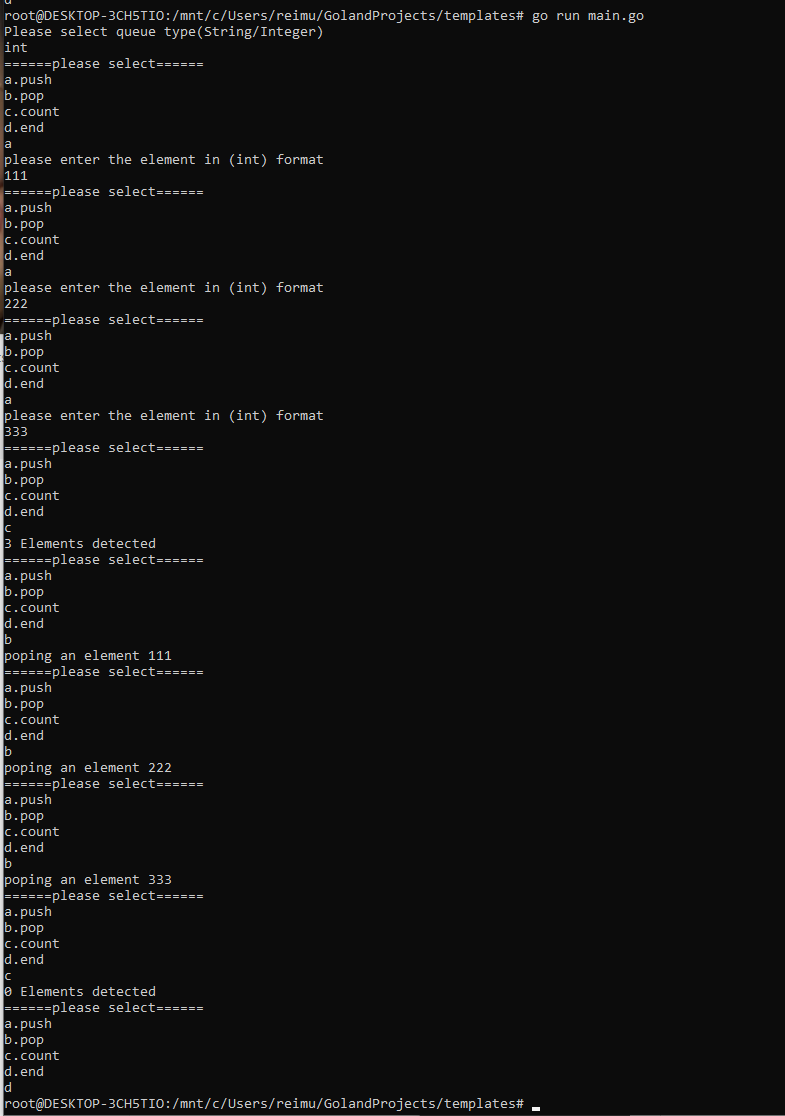 root@DESKTOP-3CH5TIO:/mnt/c/Users/reimu/GolandProjects/templates# go run main.go
Please select queue type(String/Integer)
int
======please select======
a.push
b.pop
c.count
d.end
a
please enter the element in (int) format
111
======please select======
a.push
b.pop
c.count
d.end
a
please enter the element in (int) format
222
======please select======
a.push
b.pop
c.count
d.end
a
please enter the element in (int) format
333
======please select======
a.push
b.pop
c.count
d.end
c
3 Elements detected
======please select======
a.push
b.pop
c.count
d.end
b
poping an element 111
======please select======
a.push
b.pop
c.count
d.end
b
poping an element 222
======please select======
a.push
b.pop
c.count
d.end
b
poping an element 333
======please select======
a.push
b.pop
c.count
d.end
c
0 Elements detected
======please select======
a.push
b.pop
c.count
d.end
d
root@DESKTOP-3CH5TIO:/mnt/c/Users/reimu/GolandProjects/templates#